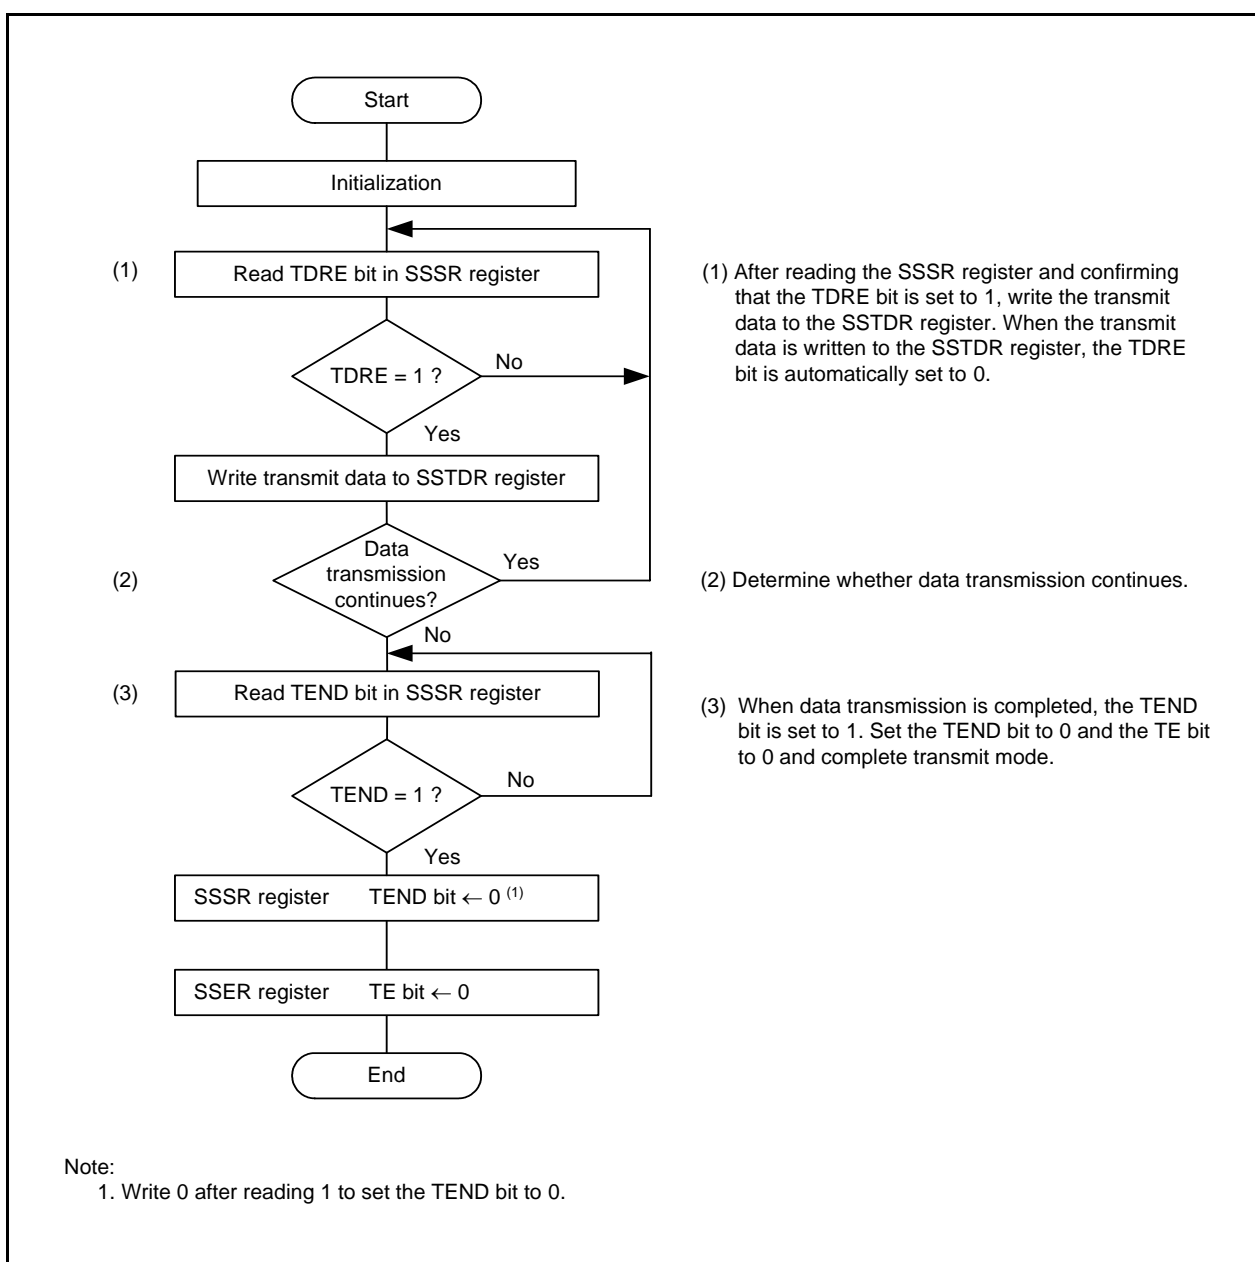 Start
Initialization
(1)
Read TDRE bit in SSSR register
TDRE = 1 ?
No
Yes
Write transmit data to SSTDR register
(2)
Data
transmission
continues?
Yes
No
(3)
Read TEND bit in SSSR register
TEND = 1 ?
No
Yes
SSSR register TEND bit ← 0 (1)
SSER register TE bit ← 0
End
(1) After reading the SSSR register and confirming
that the TDRE bit is set to 1, write the transmit
data to the SSTDR register. When the transmit
data is written to the SSTDR register, the TDRE
bit is automatically set to 0.
(2) Determine whether data transmission continues.
(3) When data transmission is completed, the TEND
bit is set to 1. Set the TEND bit to 0 and the TE bit
to 0 and complete transmit mode.
Note:
1. Write 0 after reading 1 to set the TEND bit to 0.